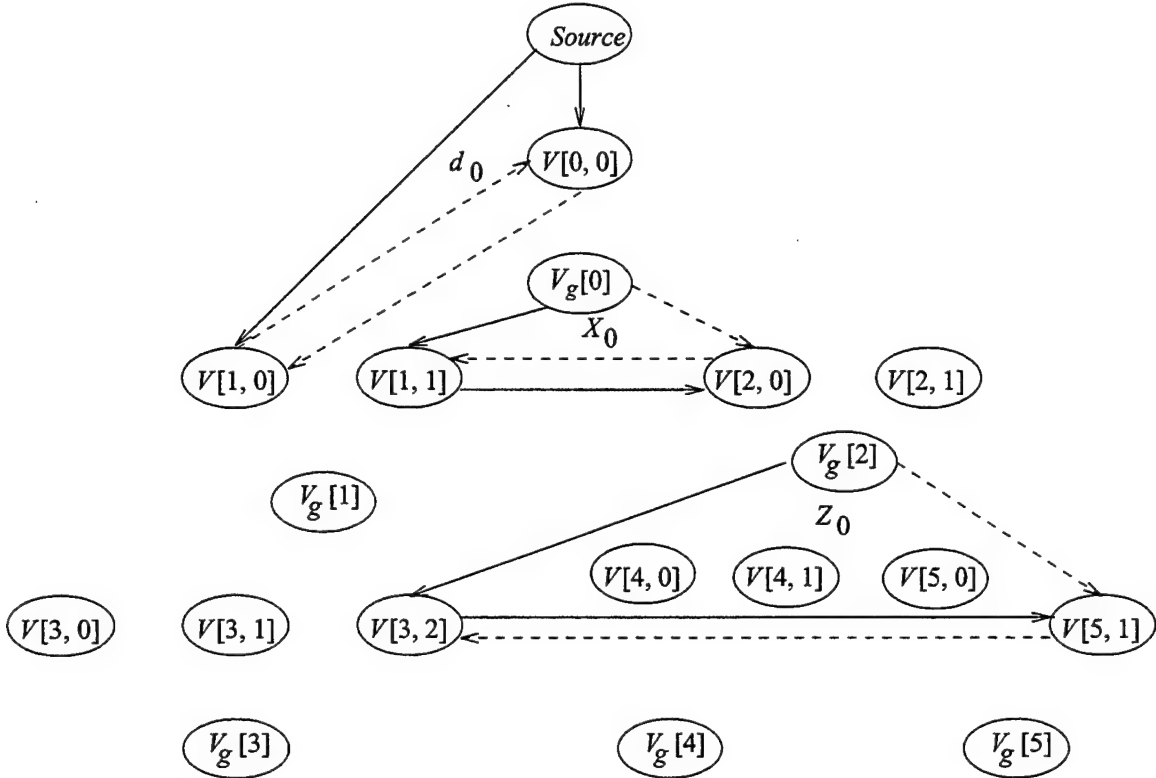 Source
V[0, 0]
d0
Vg[0]
X0
V[1, 0] V[1, 1] V[2, 0] V[2, 1]
Vg[2]
Vg[1]
Z0
V[4, 0] V[4, 1] V[5, 0]
V[3, 0] V[3, 1] V[3, 2] V[5, 1]
Vg[3] Vg[4] Vg[5]